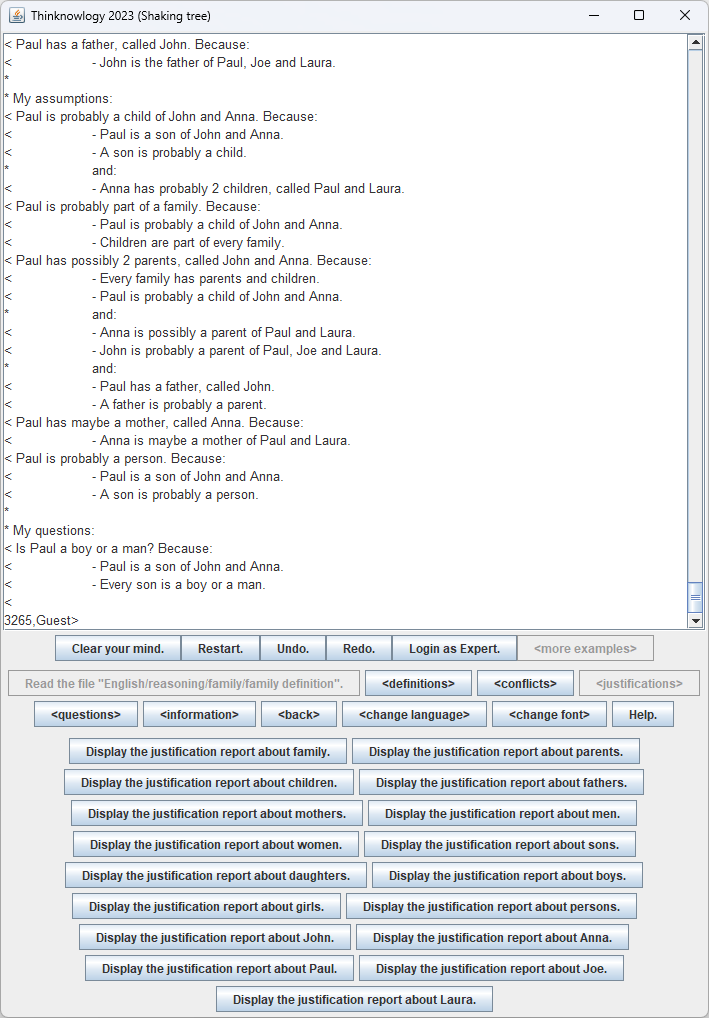 Thinknowlogy 2023 (Shaking tree)
< Paul has a father, called John. Because:
< - John is the father of Paul, Joe and Laura.
*
* My assumptions:
< Paul is probably a child of John and Anna. Because:
< - Paul is a son of John and Anna.
< - A son is probably a child.
* and:
< - Anna has probably 2 children, called Paul and Laura.
< Paul is probably part of a family. Because:
< - Paul is probably a child of John and Anna.
< - Children are part of every family.
< Paul has possibly 2 parents, called John and Anna. Because:
< - Every family has parents and children.
< - Paul is probably a child of John and Anna.
* and:
< - Anna is possibly a parent of Paul and Laura.
< - John is probably a parent of Paul, Joe and Laura.
* and:
< - Paul has a father, called John.
< - A father is probably a parent.
< Paul has maybe a mother, called Anna. Because:
< - Anna is maybe a mother of Paul and Laura.
< Paul is probably a person. Because:
< - Paul is a son of John and Anna.
< - A son is probably a person.
*
* My questions:
< Is Paul a boy or a man? Because:
< - Paul is a son of John and Anna.
< - Every son is a boy or a man.
<
3265,Guest>
Clear your mind. Restart. Undo. Redo. Login as Expert. <more examples>
Read the file "English/reasoning/family/family definition". <definitions> <conflicts> <justifications>
<questions> <information> <back> <change language> <change font> Help.
Display the justification report about family. Display the justification report about parents.
Display the justification report about children. Display the justification report about fathers.
Display the justification report about mothers. Display the justification report about men.
Display the justification report about women. Display the justification report about sons.
Display the justification report about daughters. Display the justification report about boys.
Display the justification report about girls. Display the justification report about persons.
Display the justification report about John. Display the justification report about Anna.
Display the justification report about Paul. Display the justification report about Joe.
Display the justification report about Laura.